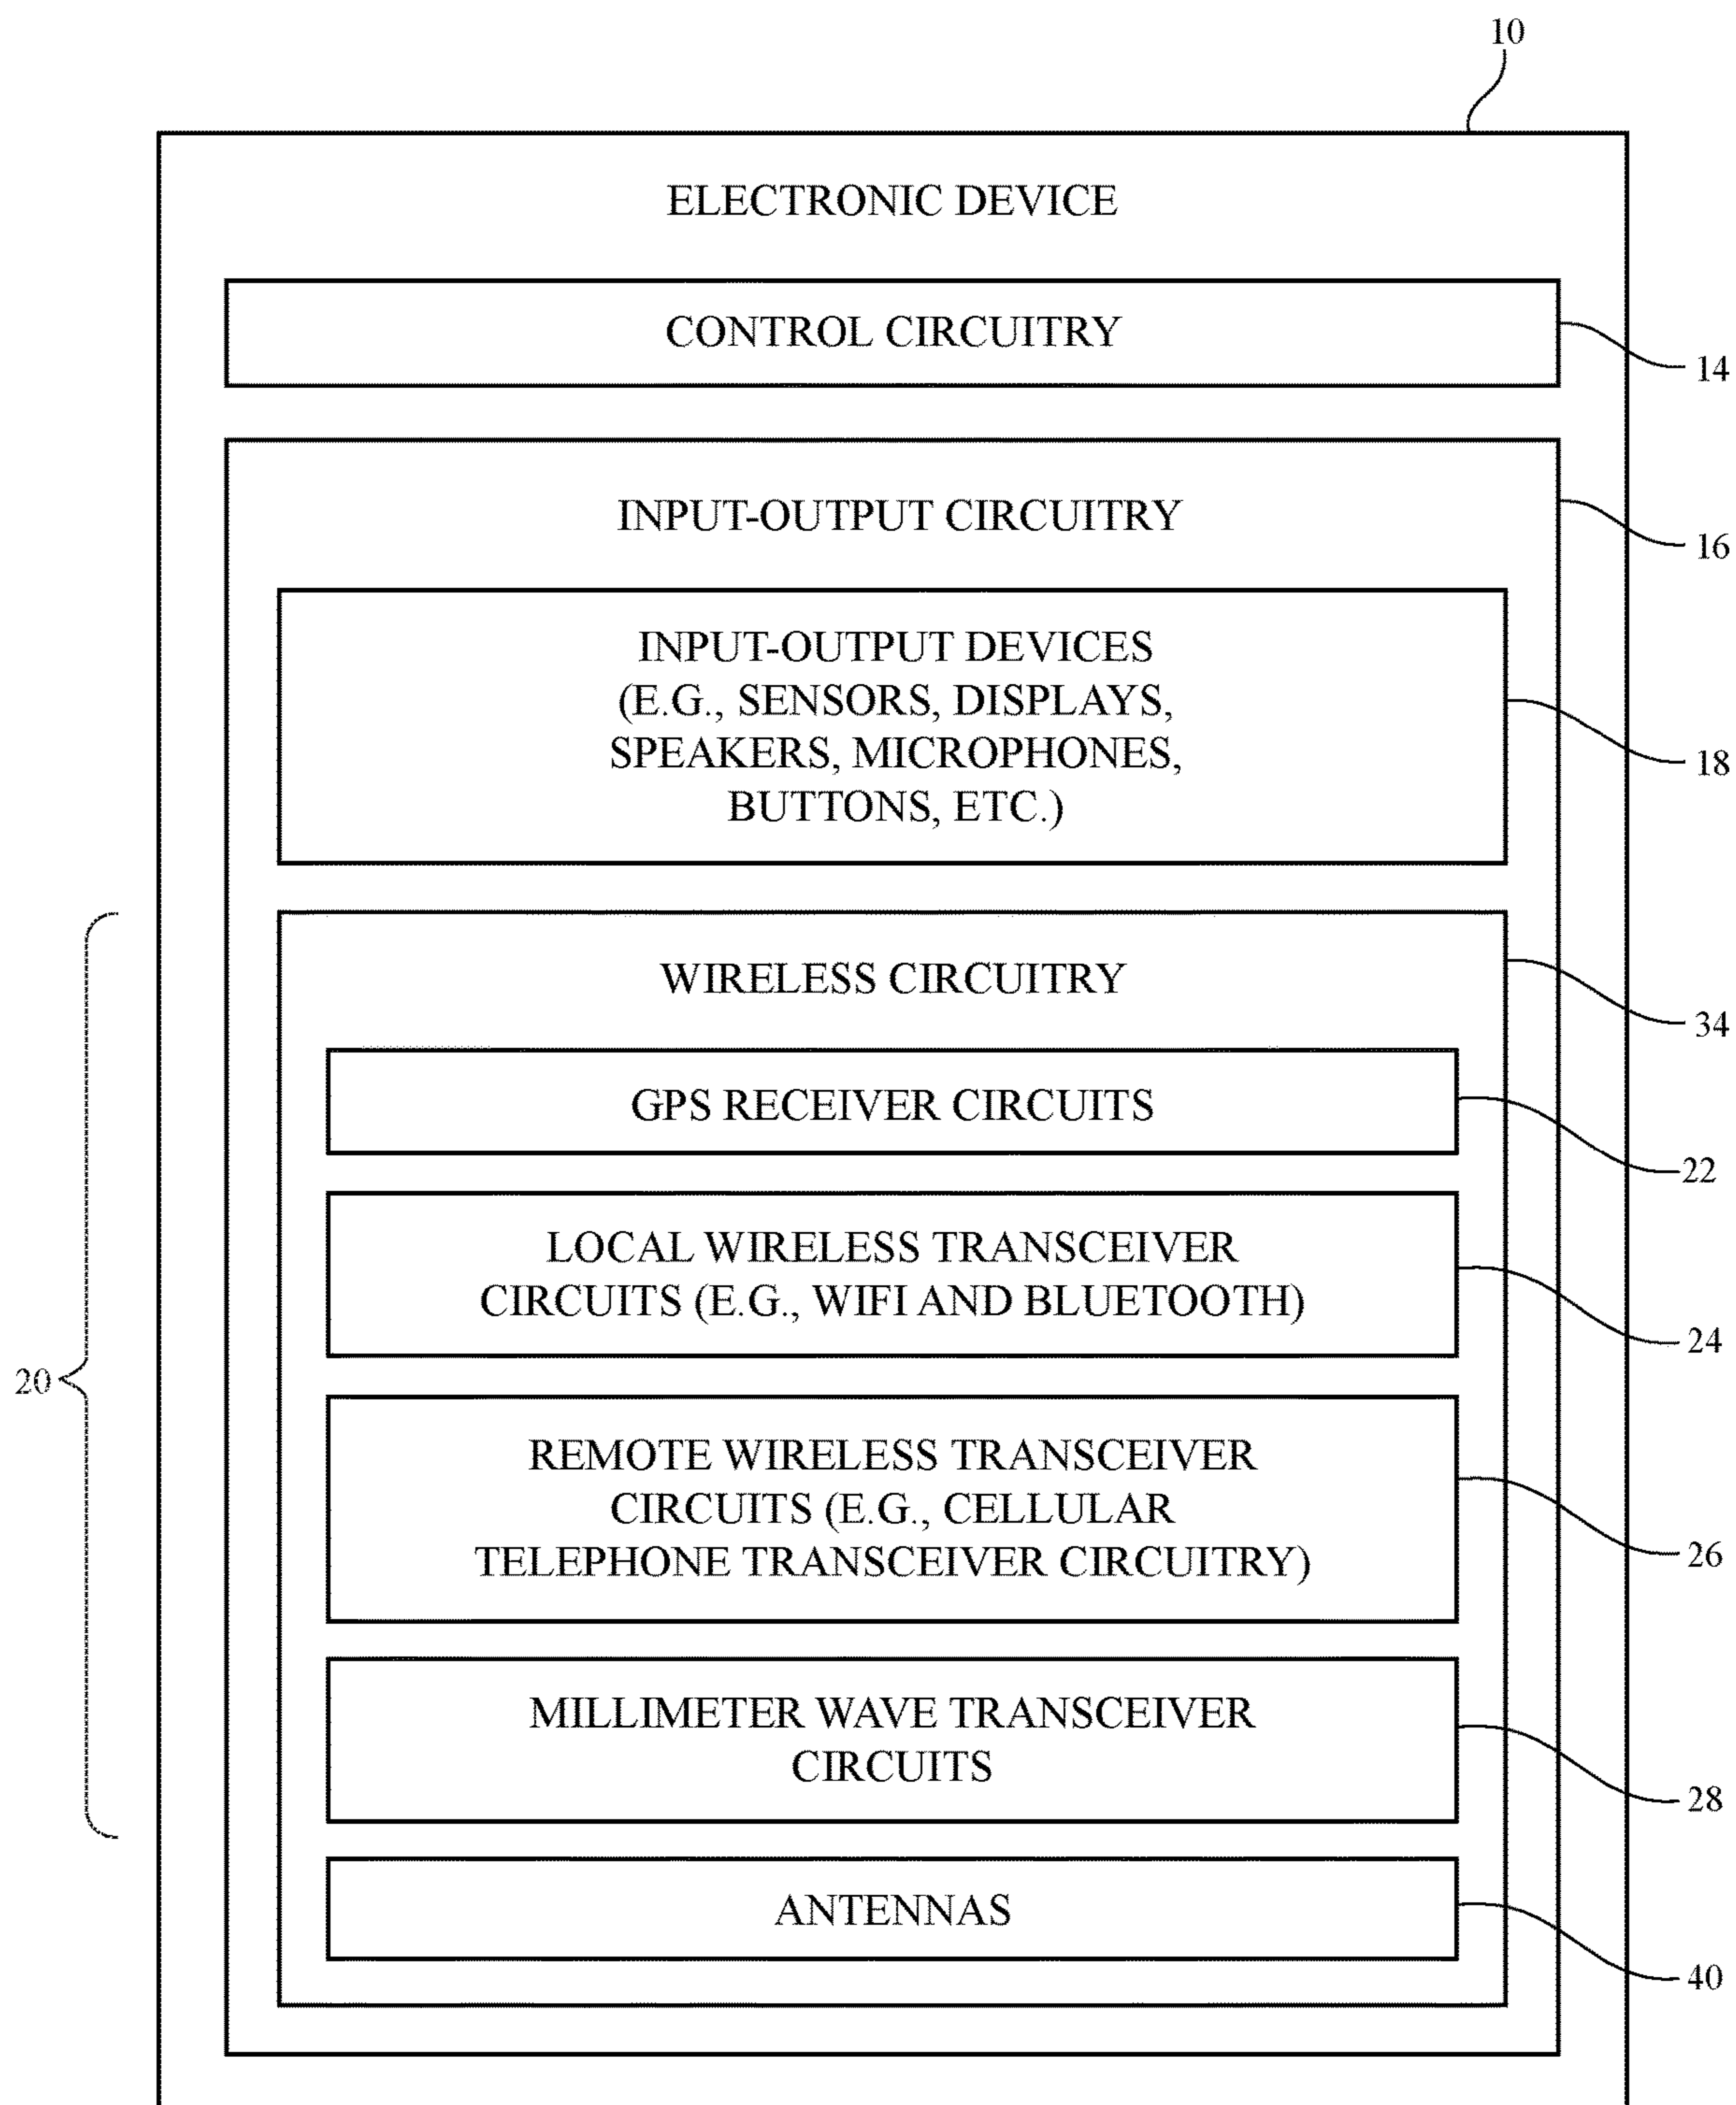 10
ELECTRONIC DEVICE
CONTROL CIRCUITRY
14
INPUT-OUTPUT CIRCUITRY
16
INPUT-OUTPUT DEVICES
(E.G., SENSORS, DISPLAYS,
SPEAKERS, MICROPHONES,
BUTTONS, ETC.)
18
WIRELESS CIRCUITRY
34
GPS RECEIVER CIRCUITS
22
LOCAL WIRELESS TRANSCEIVER
CIRCUITS (E.G., WIFI AND BLUETOOTH)
24
20
REMOTE WIRELESS TRANSCEIVER
CIRCUITS (E.G., CELLULAR
TELEPHONE TRANSCEIVER CIRCUITRY)
26
MILLIMETER WAVE TRANSCEIVER
CIRCUITS
28
ANTENNAS
40